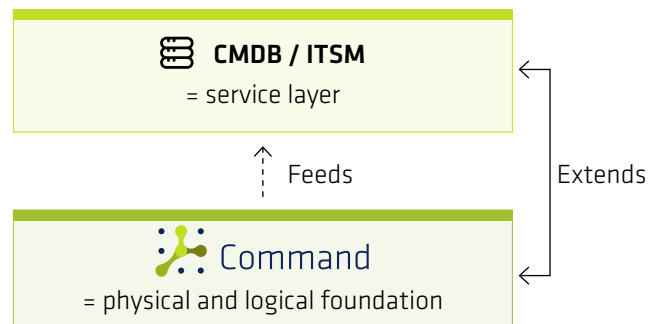 CMDB / ITSM
= service layer
Feeds
Extends
Command
= physical and logical foundation